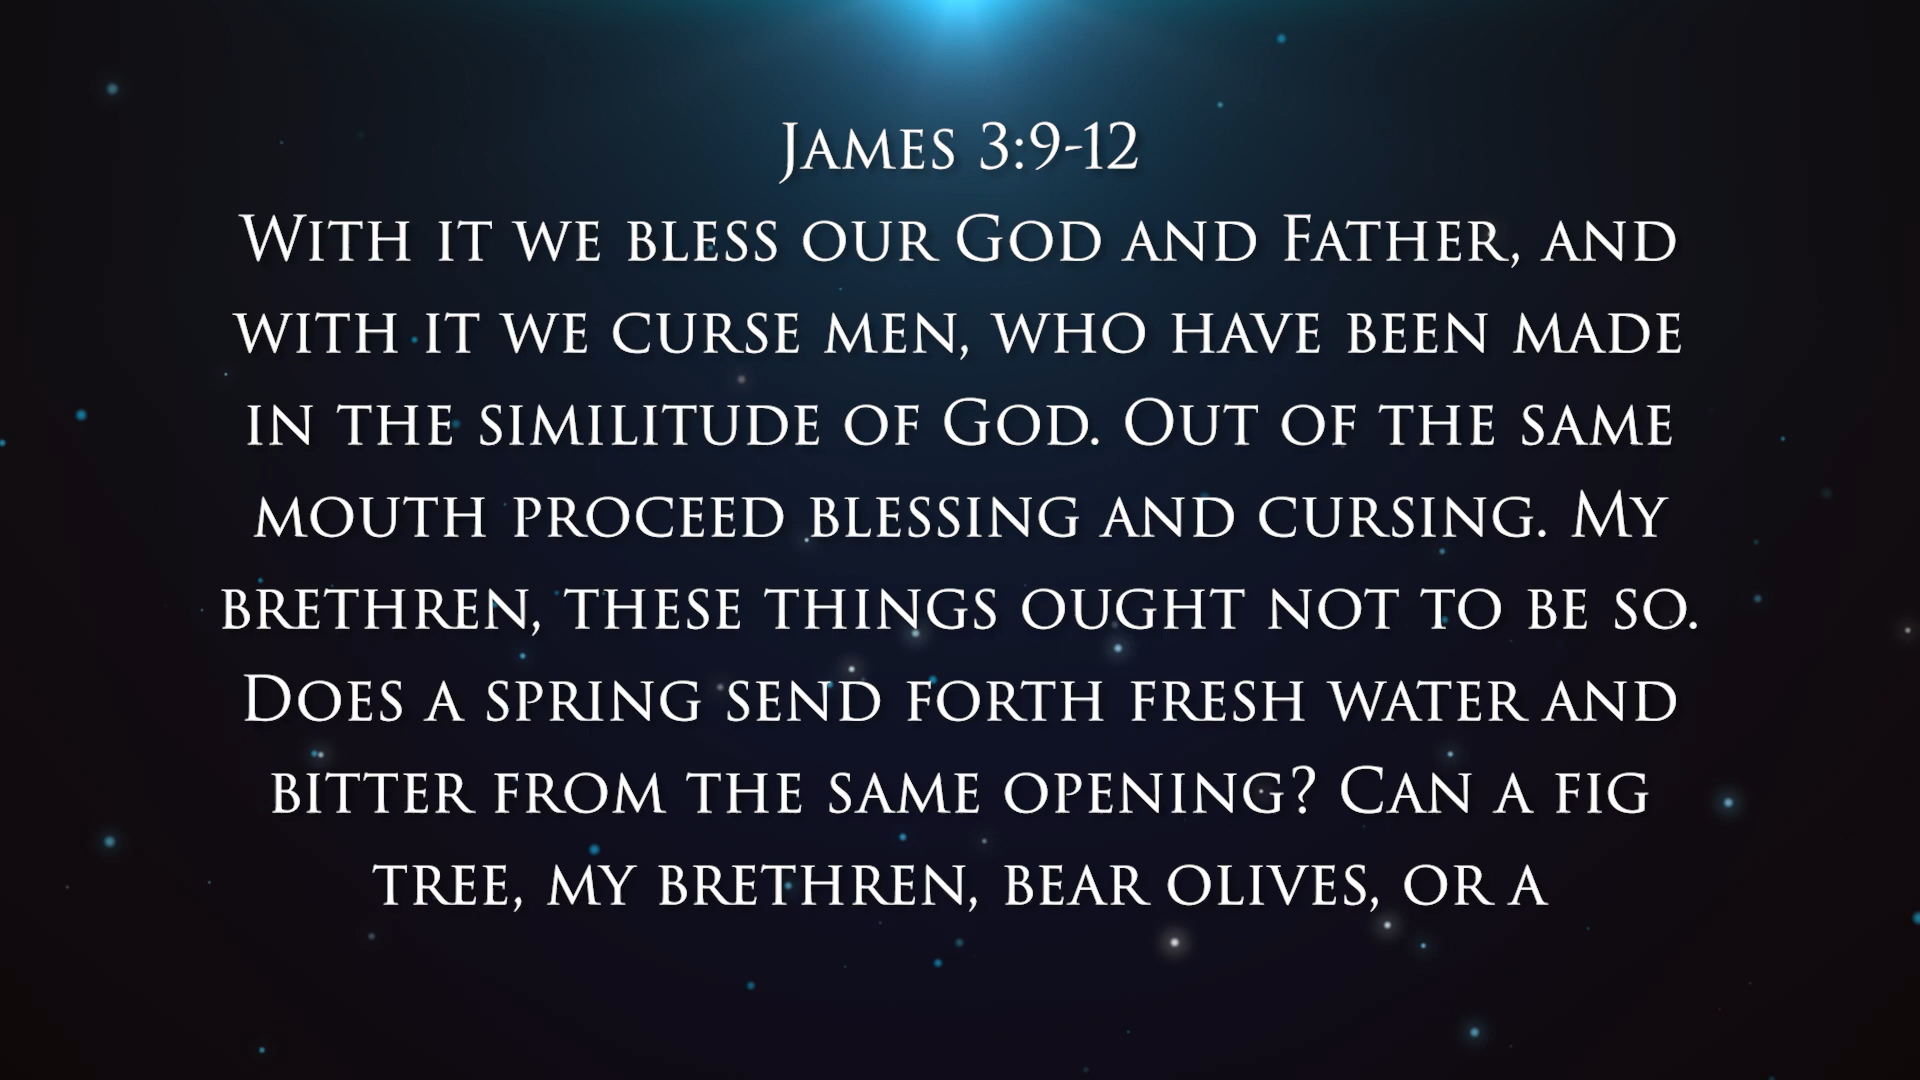 James 3:9-12
With it we bless our God and Father, and
with it we curse men, who have been made
in the similitude of God. Out of the same
mouth proceed blessing and cursing. My
brethren, these things ought not to be so.
Does a spring send forth fresh water and
bitter from the same opening? Can a fig
tree, my brethren, bear olives, or a